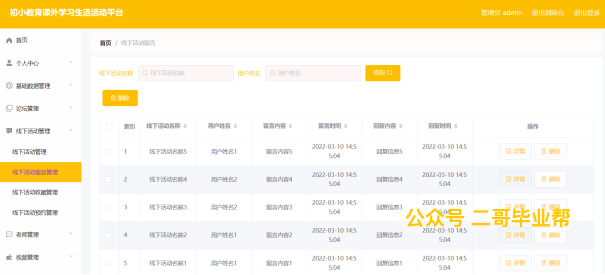 初小教育课外学习生活活动平台
管理员 admin 退出到前台 退出登录
首页
个人中心
基础数据管理
论坛管理
线下活动管理
线下活动管理
线下活动留言管理
线下活动收藏管理
线下活动预约管理
老师管理
视频管理
首页 / 线下活动留言
线下活动名称 线下活动名称 用户姓名 用户姓名 查询
删除
索引 线下活动名称 用户姓名 留言内容 留言时间 回复内容 回复时间 操作
1 线下活动名称5 用户姓名1 留言内容5 2022-03-10 14:55:04 回复信息5 2022-03-10 14:55:04 详情 删除
2 线下活动名称4 用户姓名2 留言内容4 2022-03-10 14:55:04 回复信息4 2022-03-10 14:55:04 详情 删除
3 线下活动名称3 用户姓名2 留言内容3 2022-03-10 14:55:04 回复信息3 2022-03-10 14:55:04 详情 删除
4 线下活动名称2 用户姓名1 留言内容2 2022-03-10 14:55:04 回复信息2 2022-03-10 14:55:04 详情 删除
5 线下活动名称1 用户姓名2 留言内容1 2022-03-10 14:5 回复信息1 2022-03-10 14:5 详情 删除
公众号 二哥毕业帮